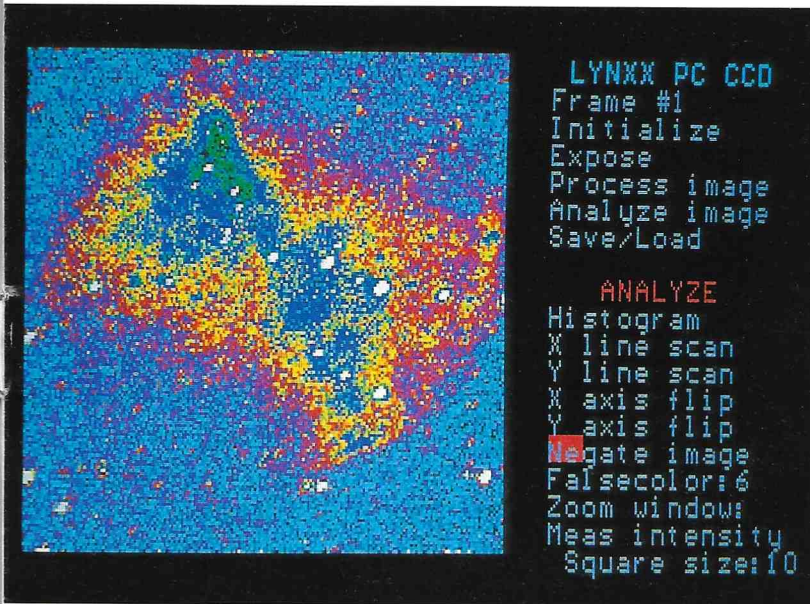 LYNXX PC CCD
Frame #1
Initialize
Expose
Process image
Analyze image
Save/Load
ANALYZE
Histogram
X line scan
Y line scan
X axis flip
Y axis flip
Negate image
Falsecolor:6
Zoom window:
Meas intensity
Square size:10